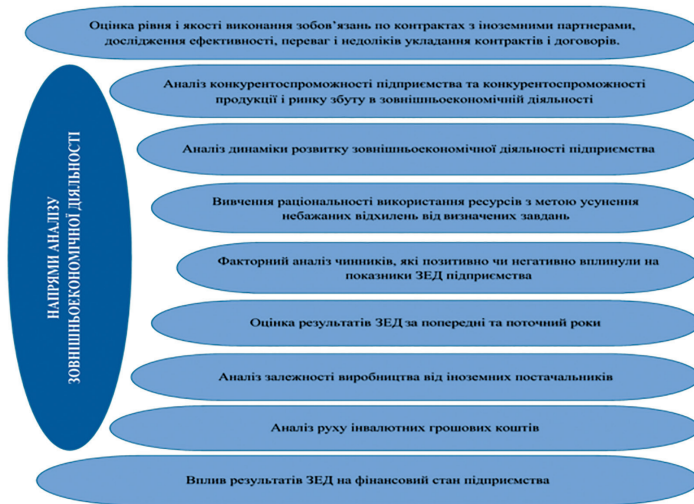 Оцінка рівня і якості виконання зобов’язань по контрактах з іноземними партнерами,
дослідження ефективності, переваг і недоліків укладання контрактів і договорів.
Аналіз конкурентоспроможності підприємства та конкурентоспроможності
продукції і ринку збуту в зовнішньоекономічній діяльності
Аналіз динаміки розвитку зовнішньоекономічної діяльності підприємства
Вивчення раціональності використання ресурсів з метою усунення
небажаних відхилень від визначених завдань
Факторний аналіз чинників, які позитивно чи негативно вплинули на
показники ЗЕД підприємства
Оцінка результатів ЗЕД за попередні та поточний роки
Аналіз залежності виробництва від іноземних постачальників
Аналіз руху інвалютних грошових коштів
Вплив результатів ЗЕД на фінансовий стан підприємства
НАПРЯМИ АНАЛІЗУ
ЗОВНІШНЬОЕКОНОМІЧНОЇ ДІЯЛЬНОСТІ